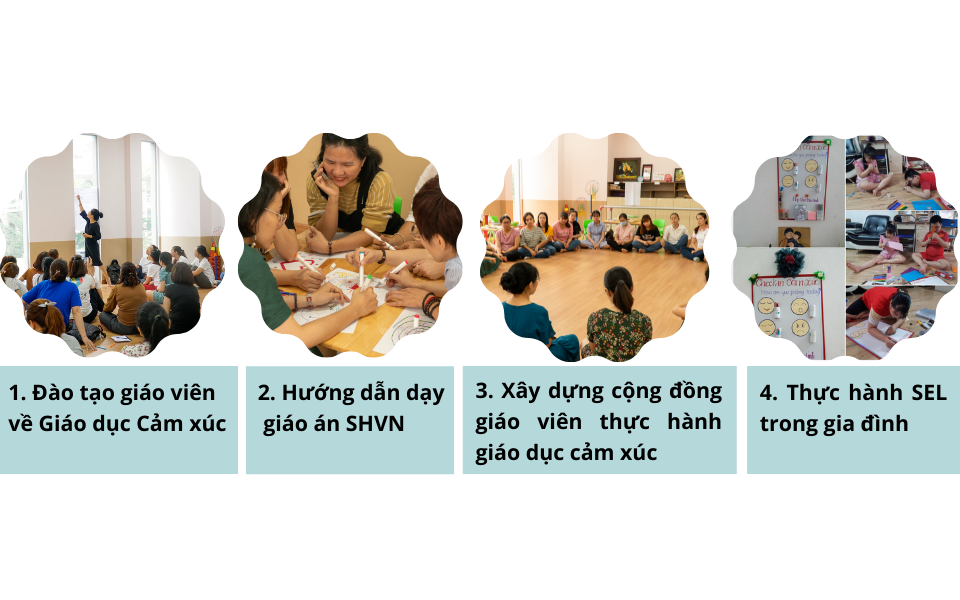 1. Đào tạo giáo viên
về Giáo dục Cảm xúc
2. Hướng dẫn dạy
giáo án SHVN
3. Xây dựng cộng đồng
giáo viên thực hành
giáo dục cảm xúc
4. Thực hành SEL
trong gia đình